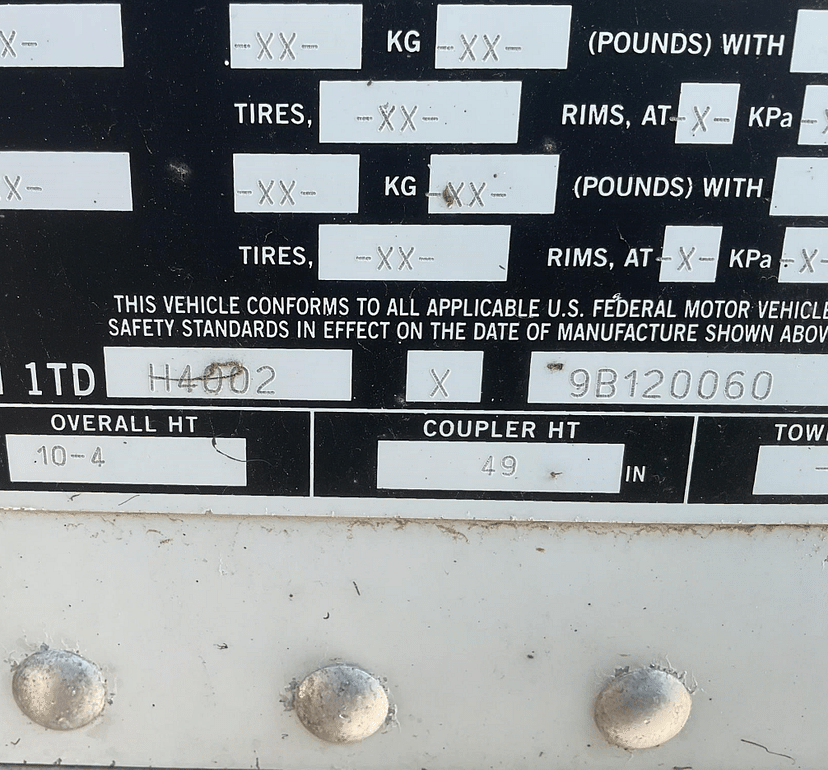 X- -XX- KG -XX- (POUNDS) WITH
TIRES, -XX- RIMS, AT -X- KPa -X
X- -XX- KG -XX- (POUNDS) WITH
TIRES, -XX- RIMS, AT -X- KPa -X-
THIS VEHICLE CONFORMS TO ALL APPLICABLE U.S. FEDERAL MOTOR VEHICLE
SAFETY STANDARDS IN EFFECT ON THE DATE OF MANUFACTURE SHOWN ABOV
1TD H4002 X 9B120060
OVERALL HT COUPLER HT TOW
10-4 49 IN -